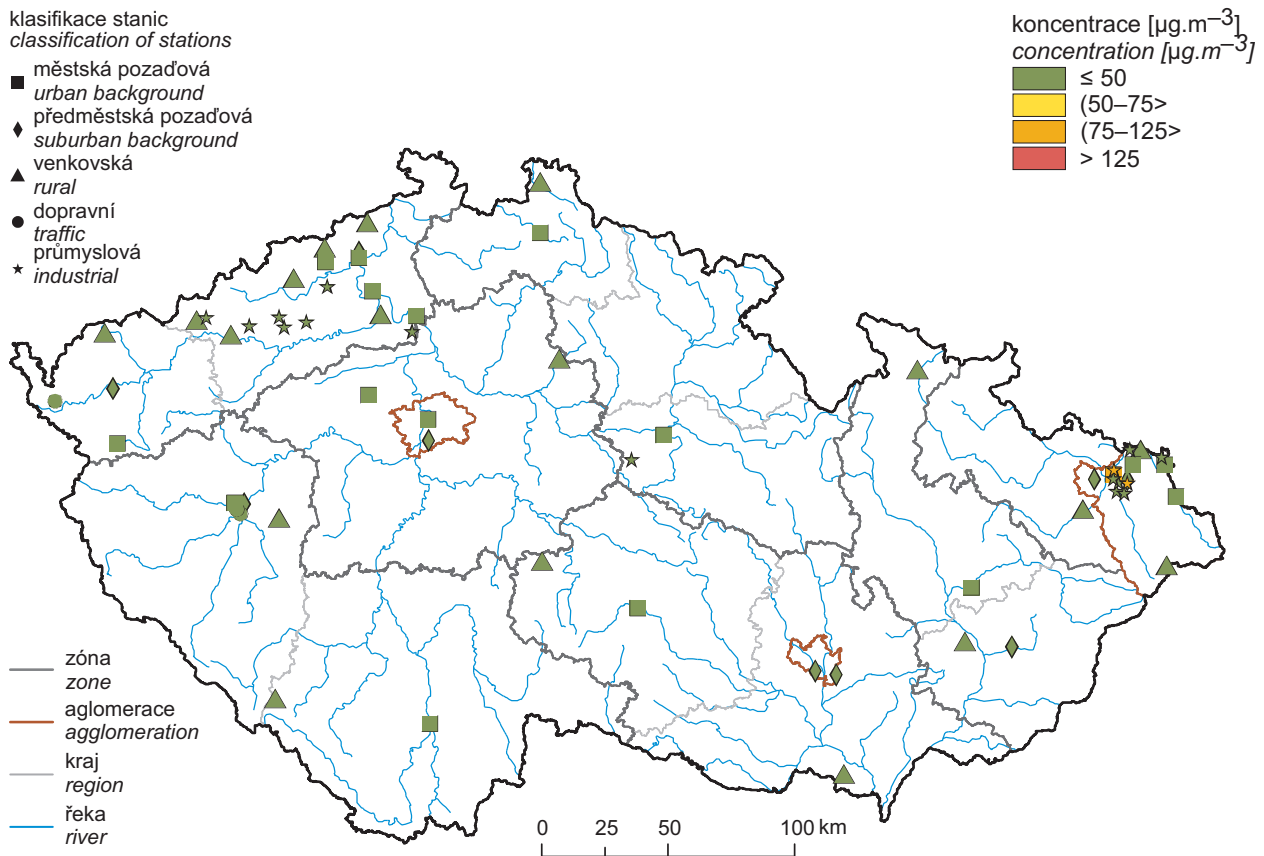 klasifikace stanic
classification of stations
městská pozaďová
urban background
předměstská pozaďová
suburban background
venkovská
rural
dopravní
traffic
průmyslová
industrial
koncentrace [µg.m–3]
concentration [µg.m–3]
≤ 50
(50–75>
(75–125>
> 125
zóna
zone
aglomerace
agglomeration
kraj
region
řeka
river
0 25 50 100 km